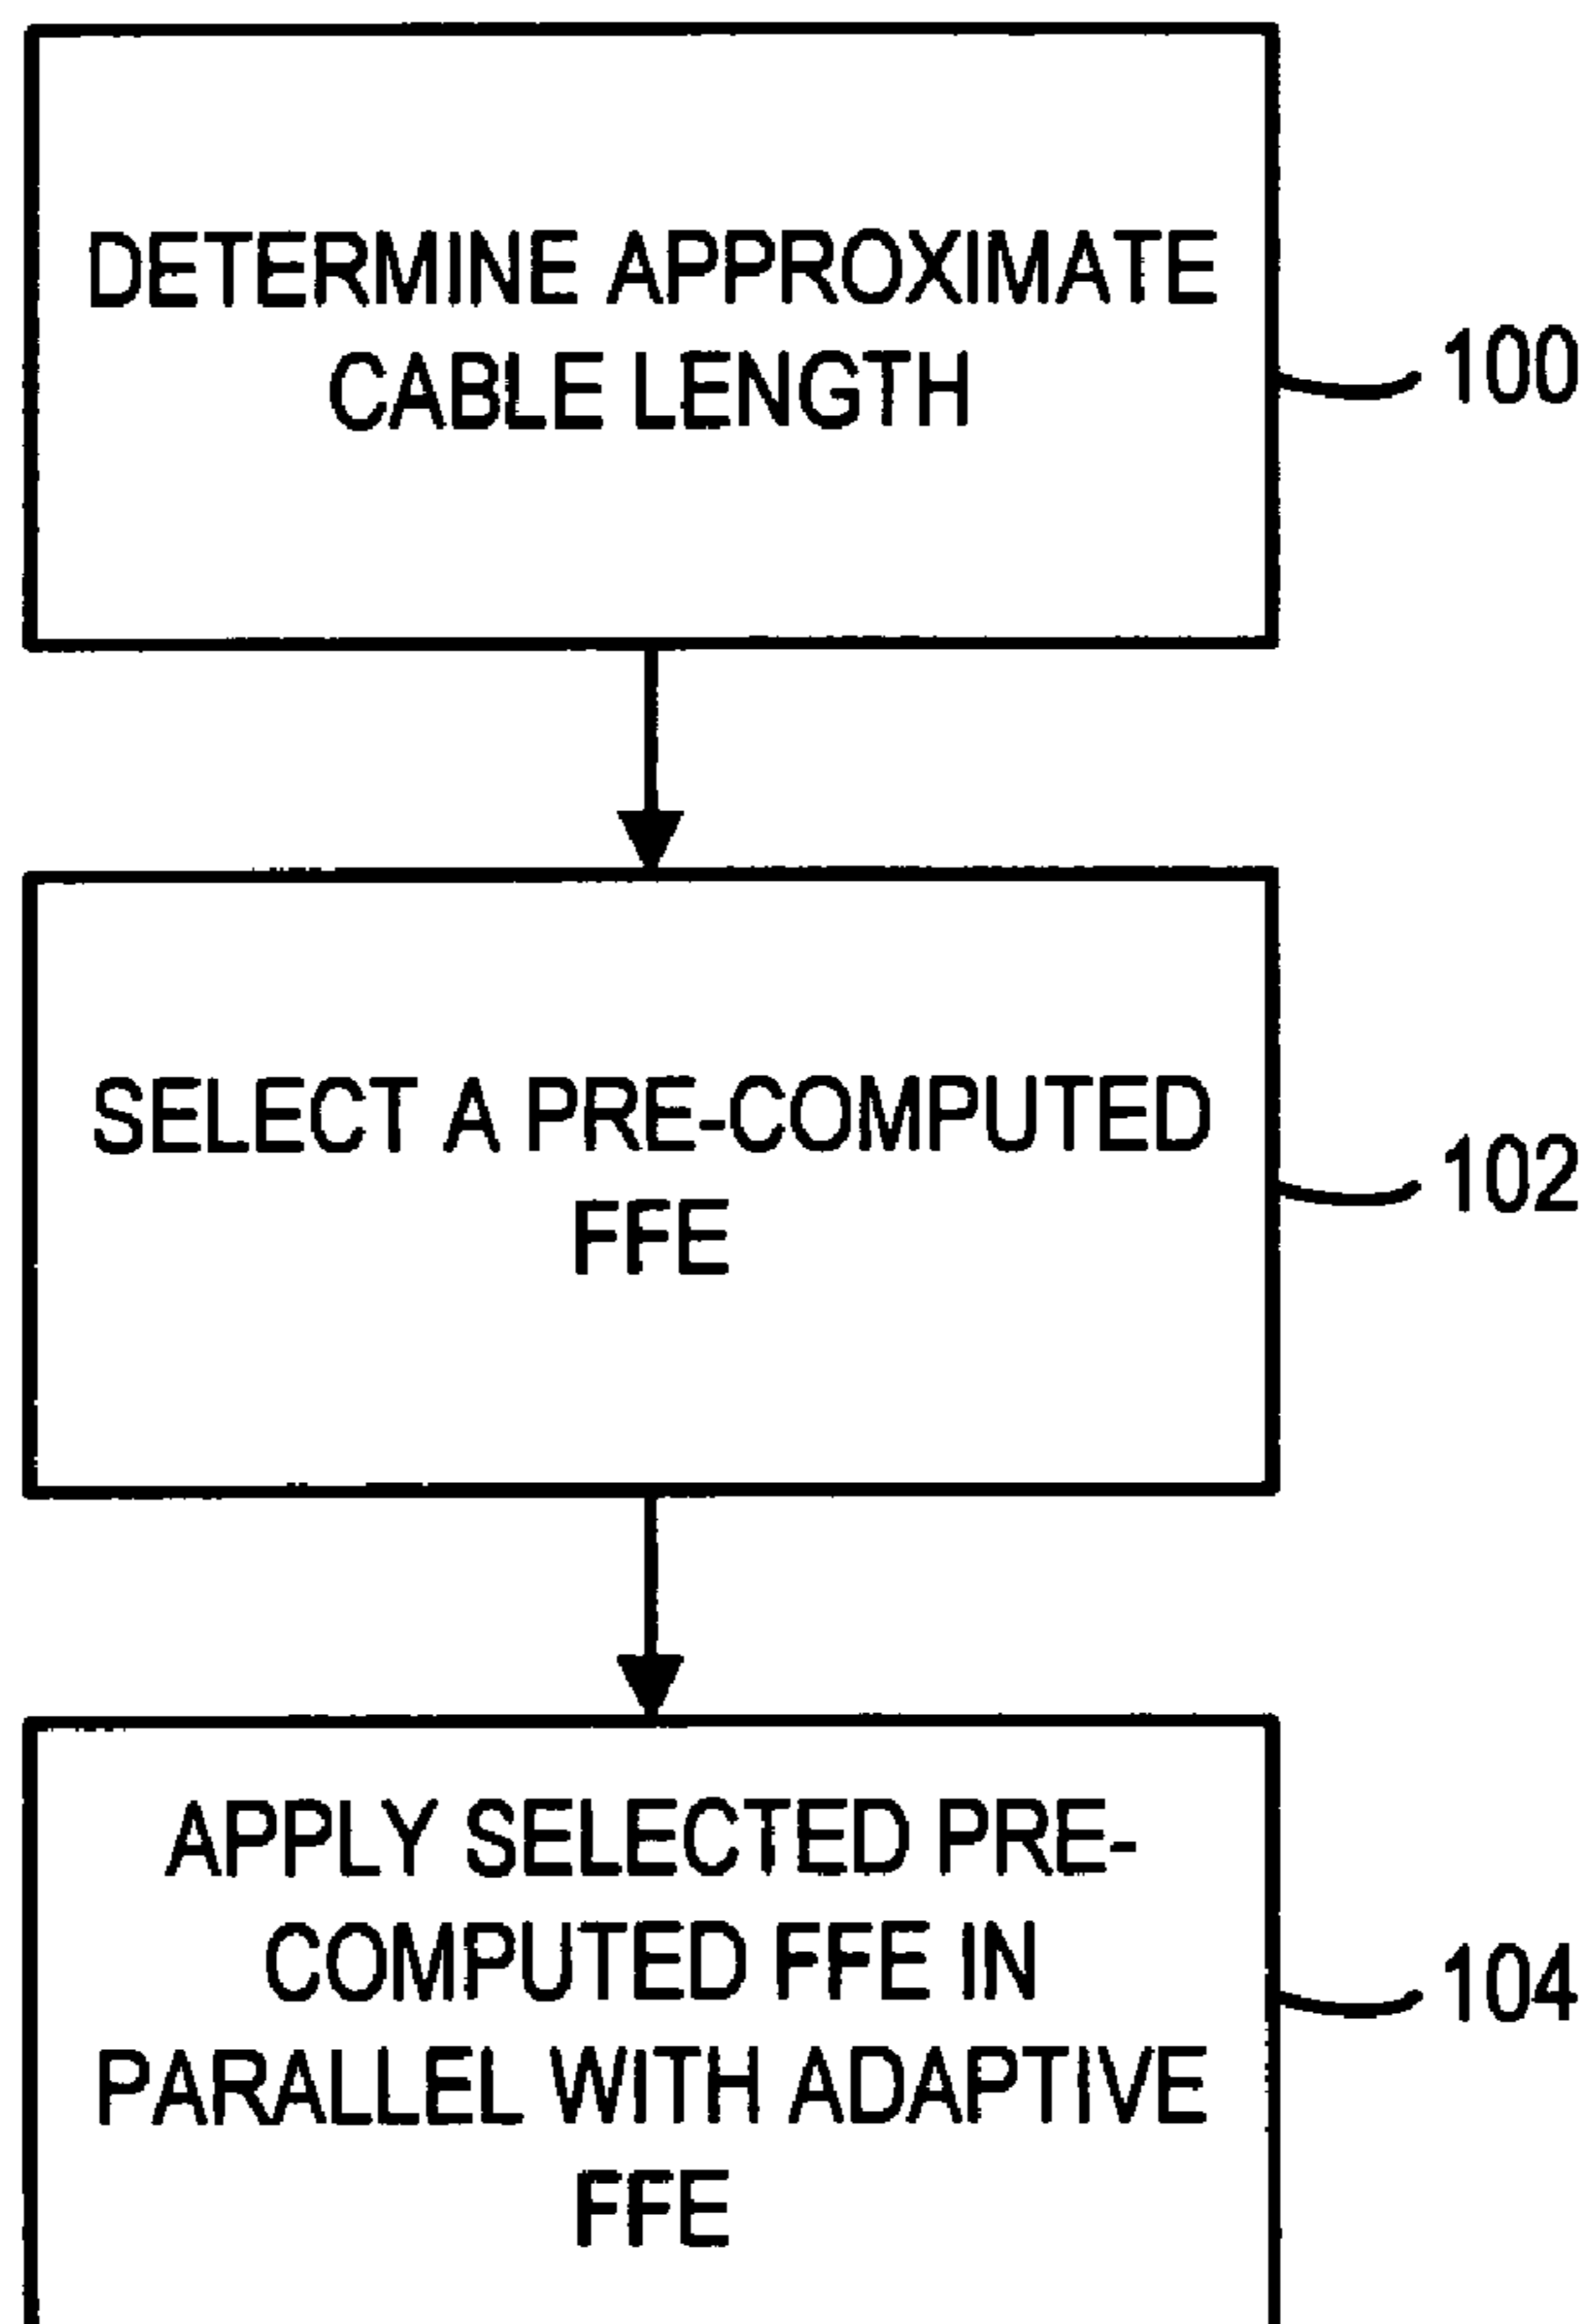 DETERMINE APPROXIMATE
CABLE LENGTH
100
SELECT A PRE-COMPUTED
FFE
102
APPLY SELECTED PRE-
COMPUTED FFE IN
PARALLEL WITH ADAPTIVE
FFE
104